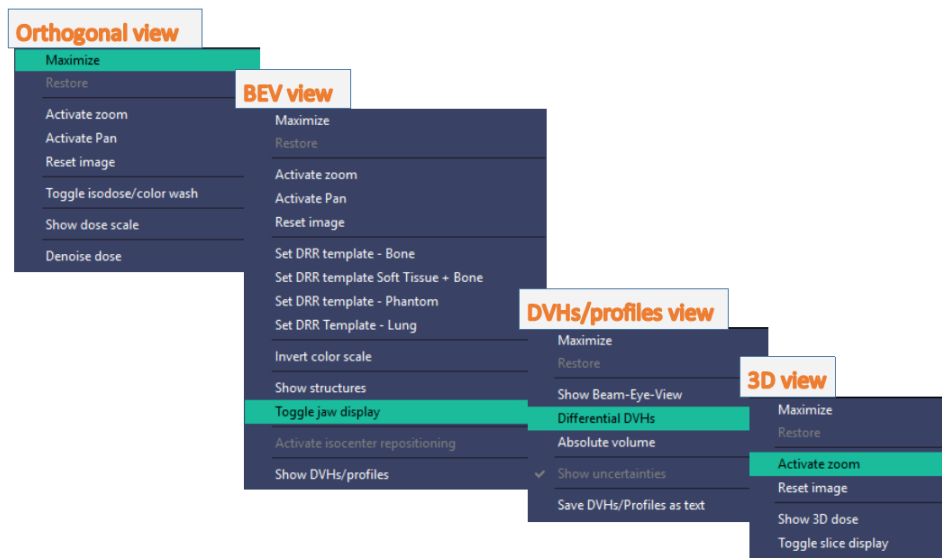 Orthogonal view
Maximize
Restore
Activate zoom
Activate Pan
Reset image
Toggle isodose/color wash
Show dose scale
Denoise dose
BEV view
Maximize
Restore
Activate zoom
Activate Pan
Reset image
Set DRR template - Bone
Set DRR template Soft Tissue + Bone
Set DRR template - Phantom
Set DRR Template - Lung
Invert color scale
Show structures
Toggle jaw display
Activate isocenter repositioning
Show DVHs/profiles
DVHs/profiles view
Maximize
Restore
Show Beam-Eye-View
Differential DVHs
Absolute volume
Show uncertainties
Save DVHs/Profiles as text
3D view
Maximize
Restore
Activate zoom
Reset image
Show 3D dose
Toggle slice display